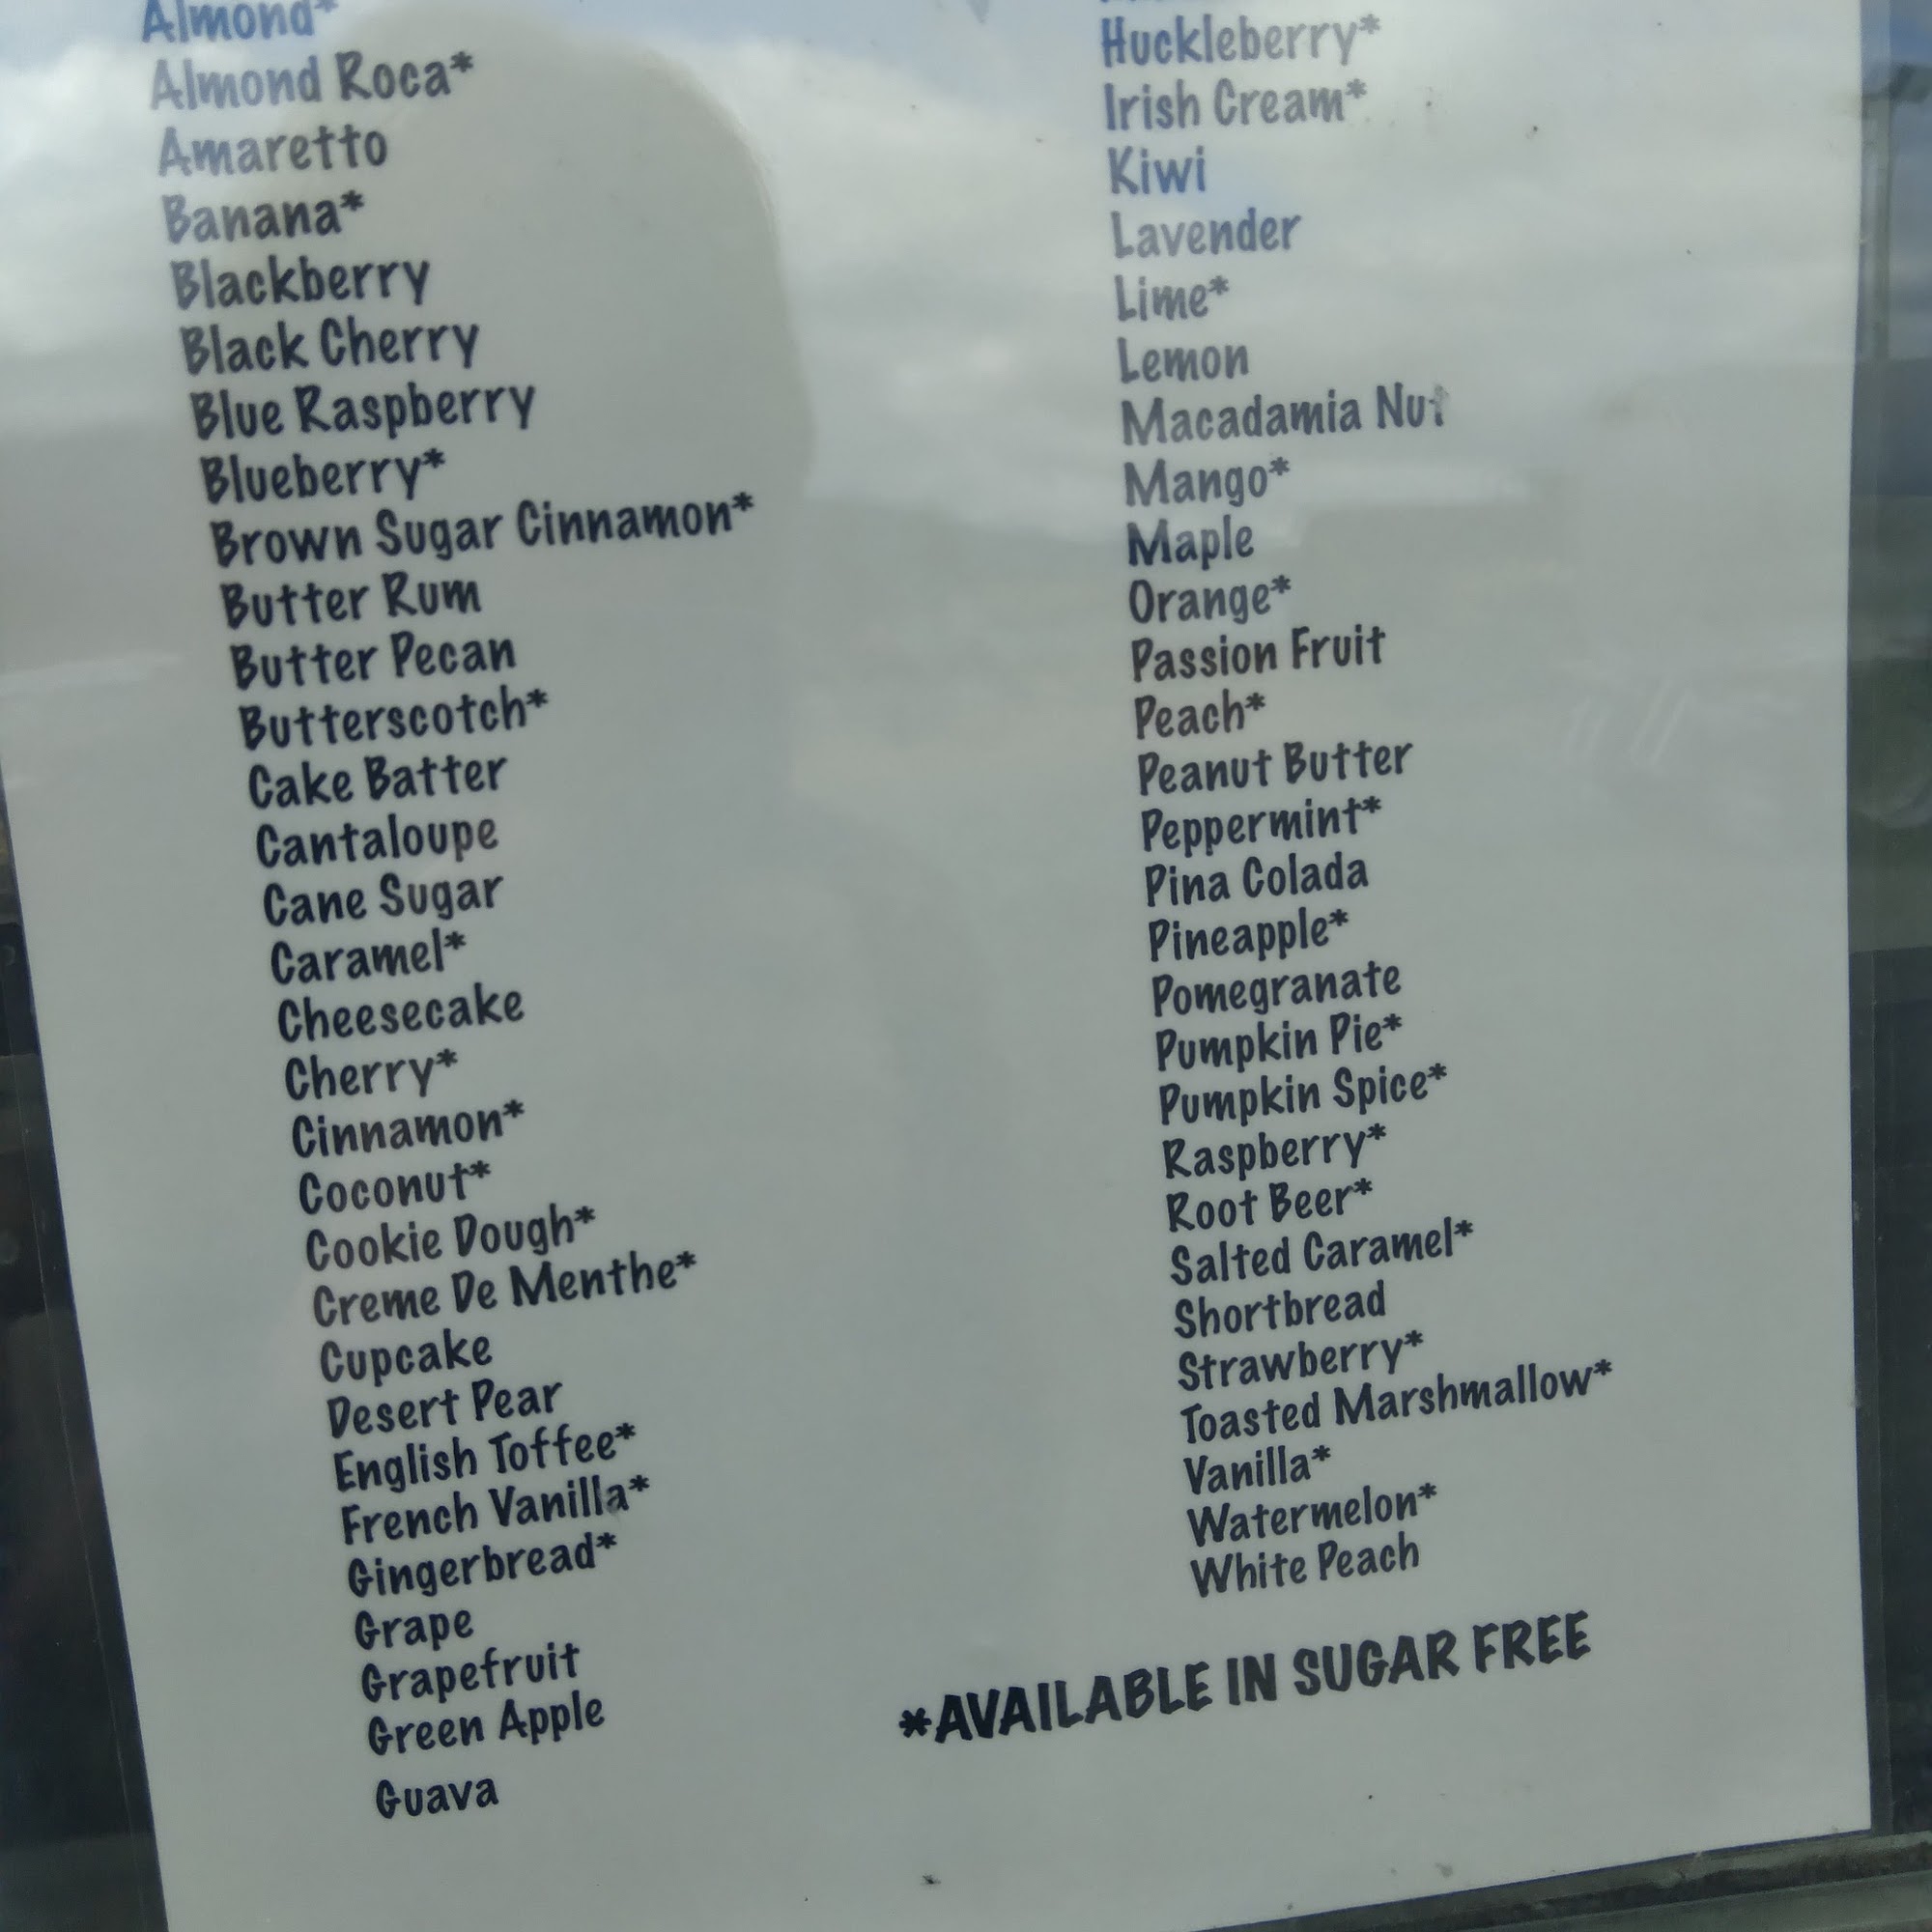 Almond*
Almond Roca*
Amaretto
Banana*
Blackberry
Black Cherry
Blue Raspberry
Blueberry*
Brown Sugar Cinnamon*
Butter Rum
Butter Pecan
Butterscotch*
Cake Batter
Cantaloupe
Cane Sugar
Caramel*
Cheesecake
Cherry*
Cinnamon*
Coconut*
Cookie Dough*
Creme De Menthe*
Cupcake
Desert Pear
English Toffee*
French Vanilla*
Gingerbread*
Grape
Grapefruit
Green Apple
Guava
Huckleberry*
Irish Cream*
Kiwi
Lavender
Lime*
Lemon
Macadamia Nut
Mango*
Maple
Orange*
Passion Fruit
Peach*
Peanut Butter
Peppermint*
Pina Colada
Pineapple*
Pomegranate
Pumpkin Pie*
Pumpkin Spice*
Raspberry*
Root Beer*
Salted Caramel*
Shortbread
Strawberry*
Toasted Marshmallow*
Vanilla*
Watermelon*
White Peach
*AVAILABLE IN SUGAR FREE